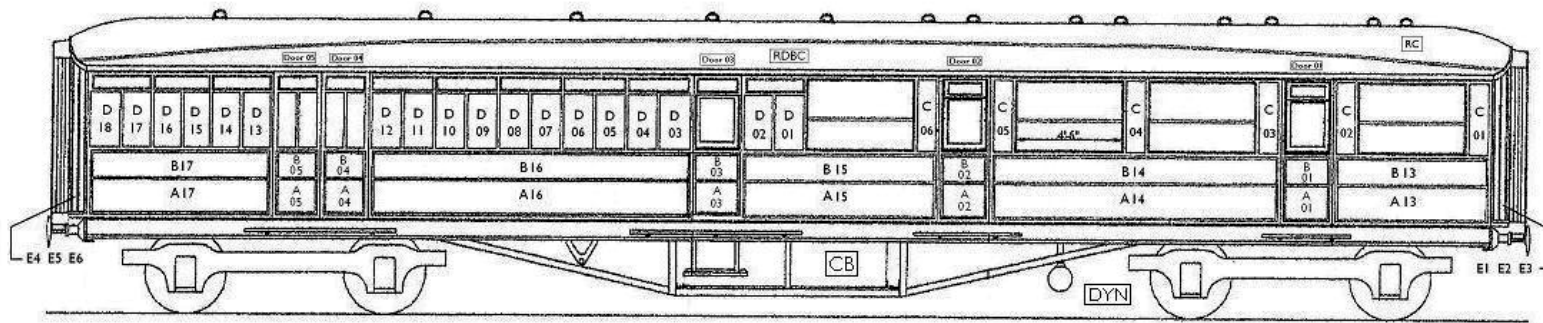 RC
Door 05
Door 04
Door 03
RDBC
Door 02
Door 01
D 18
D 17
D 16
D 15
D 14
D 13
D 12
D 11
D 10
D 09
D 08
D 07
D 06
D 05
D 04
D 03
D 02
D 01
C 06
C 05
4'-6"
C 04
C 03
C 02
C 01
B17
B 05
B 04
B16
B 03
B 15
B 02
B14
B 01
B 13
A17
A 05
A 04
A16
A 03
A15
A 02
A14
A 01
A13
E4 E5 E6
CB
DYN
E1 E2 E3